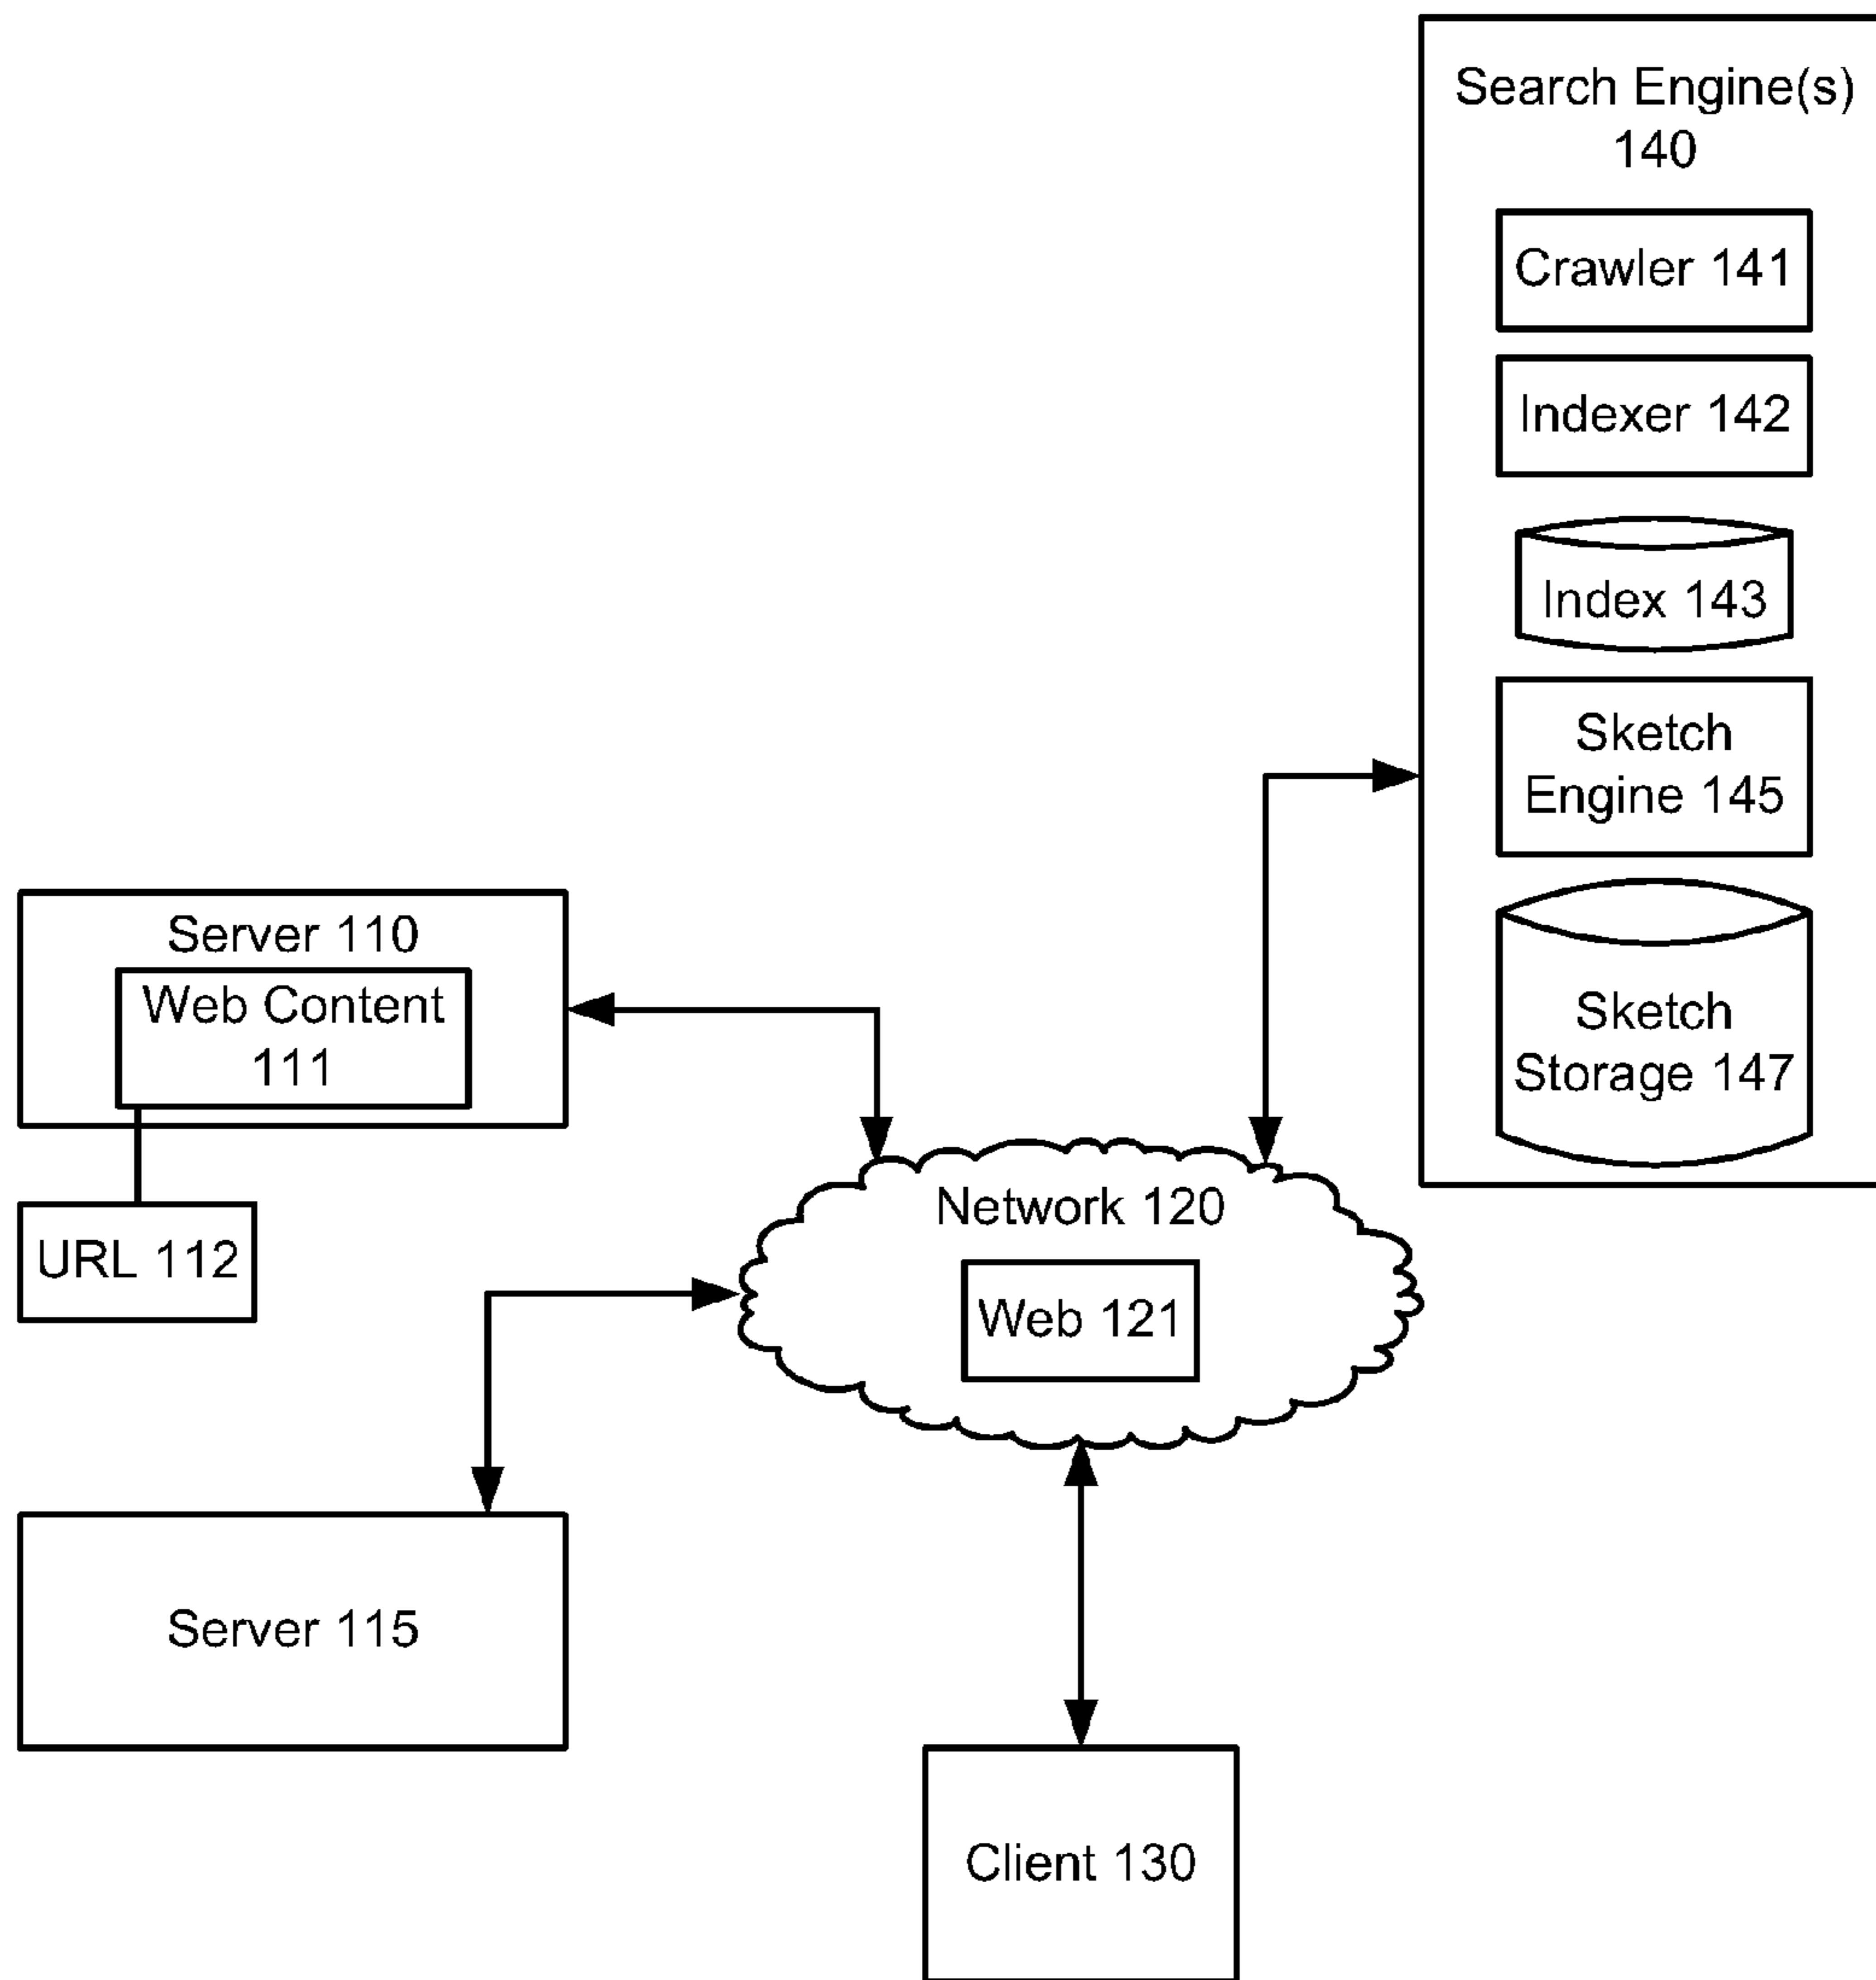 Search Engine(s)
140
Crawler 141
Indexer 142
Index 143
Sketch
Engine 145
Sketch
Storage 147
Server 110
Web Content
111
URL 112
Network 120
Web 121
Server 115
Client 130